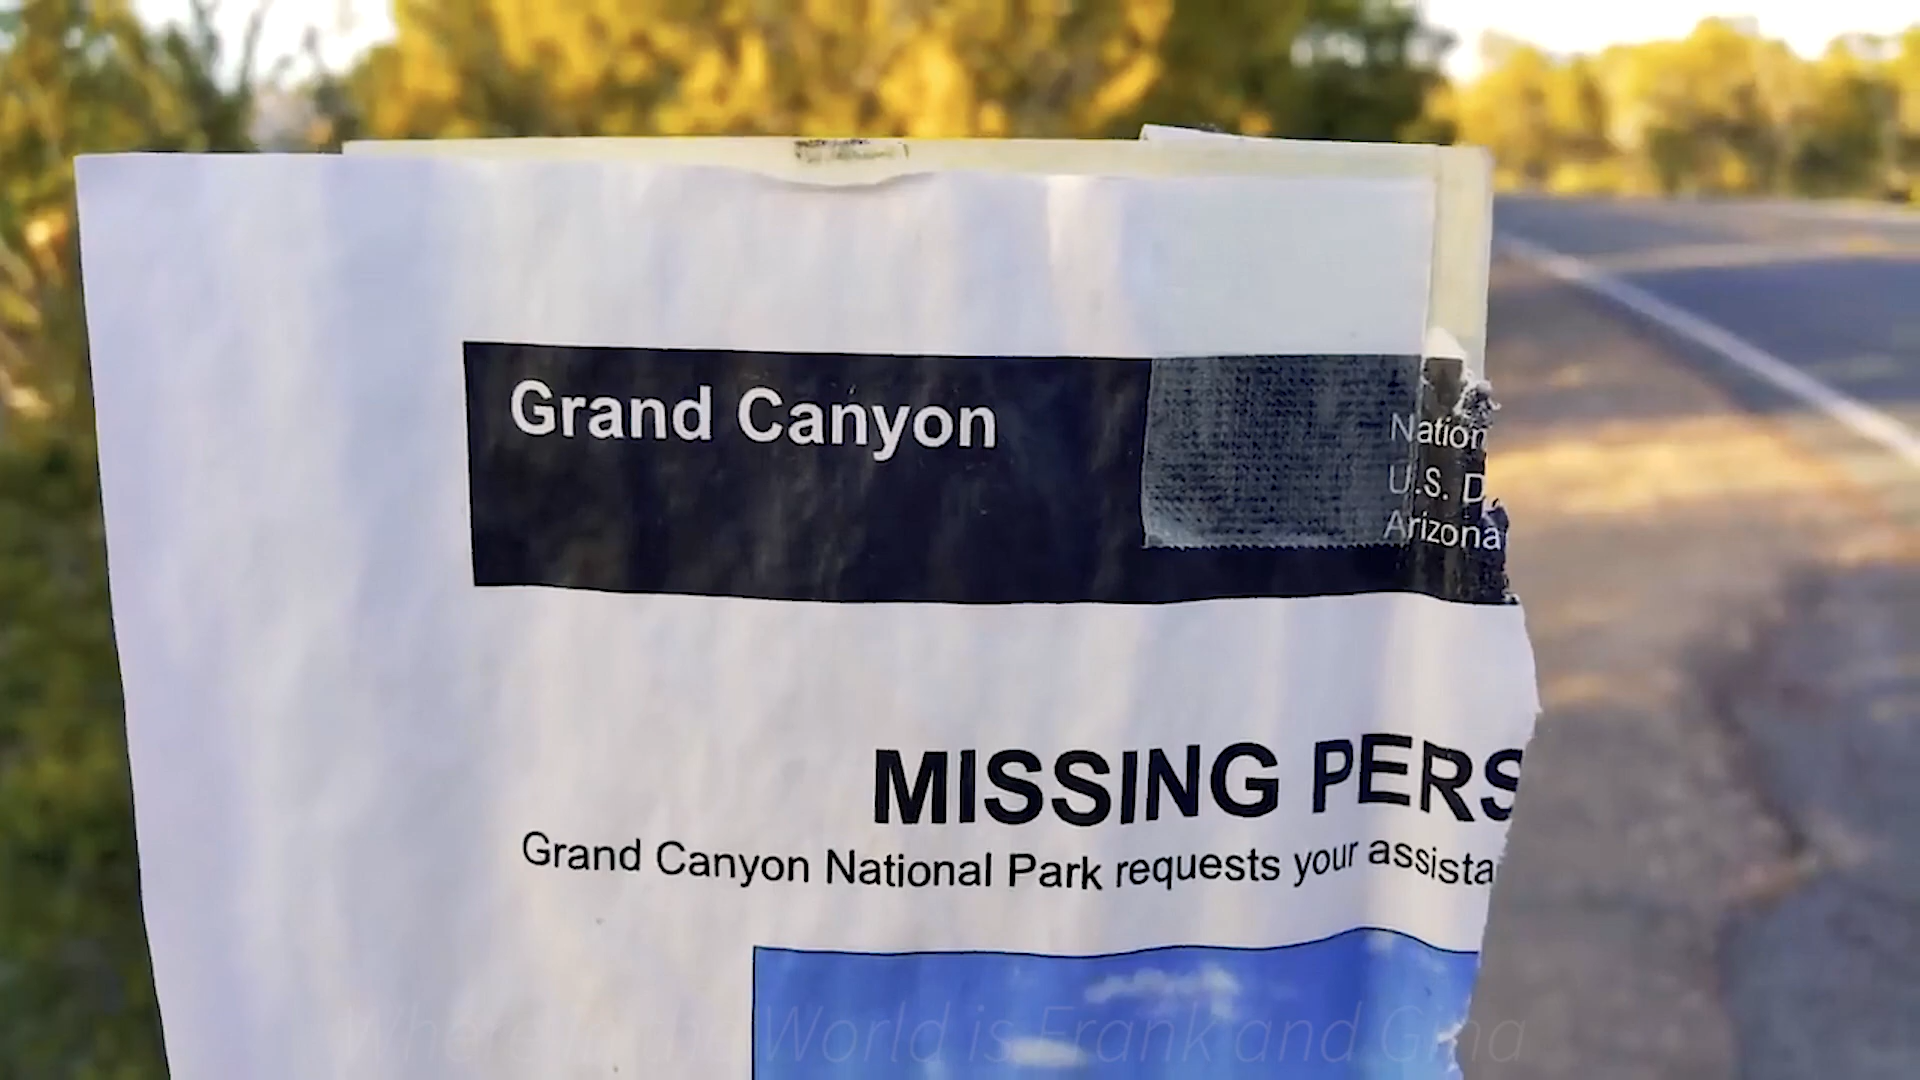 Grand Canyon
Nation
U.S. D
Arizona
MISSING PERS
Grand Canyon National Park requests your assista
Where in the World is Frank and Gina